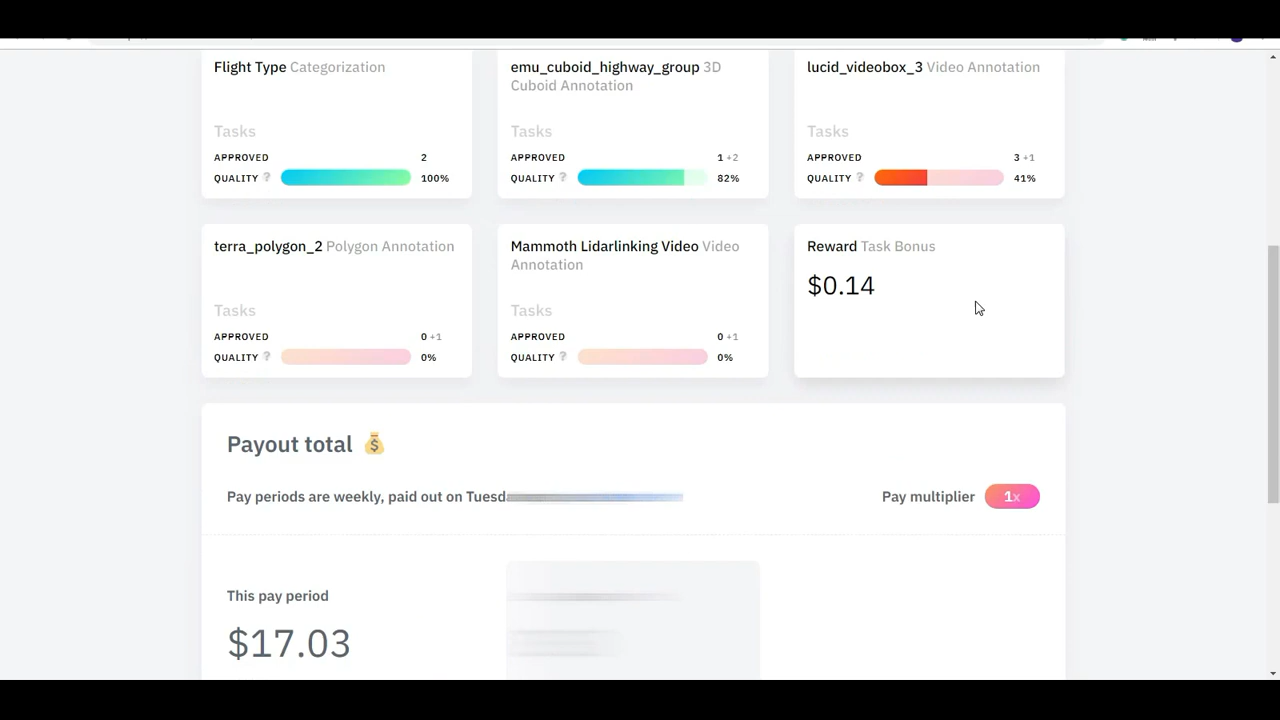 Flight Type Categorization
Tasks
APPROVED 2
QUALITY ? 100%
emu_cuboid_highway_group 3D
Cuboid Annotation
Tasks
APPROVED 1 +2
QUALITY ? 82%
lucid_videobox_3 Video Annotation
Tasks
APPROVED 3 +1
QUALITY ? 41%
terra_polygon_2 Polygon Annotation
Tasks
APPROVED 0 +1
QUALITY ? 0%
Mammoth Lidarlinking Video Video
Annotation
Tasks
APPROVED 0 +1
QUALITY ? 0%
Reward Task Bonus
$0.14
Payout total
Pay periods are weekly, paid out on Tuesd
Pay multiplier 1x
This pay period
$17.03